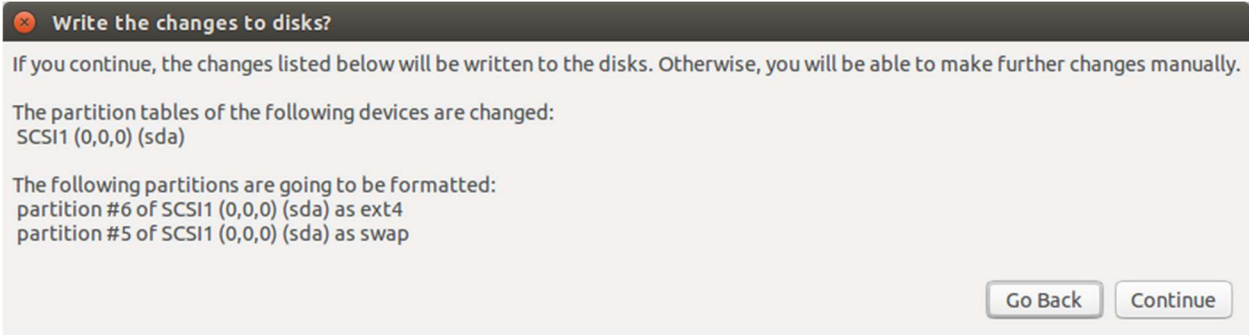 Write the changes to disks?
If you continue, the changes listed below will be written to the disks. Otherwise, you will be able to make further changes manually.
The partition tables of the following devices are changed:
SCSI1 (0,0,0) (sda)
The following partitions are going to be formatted:
partition #6 of SCSI1 (0,0,0) (sda) as ext4
partition #5 of SCSI1 (0,0,0) (sda) as swap
Go Back Continue